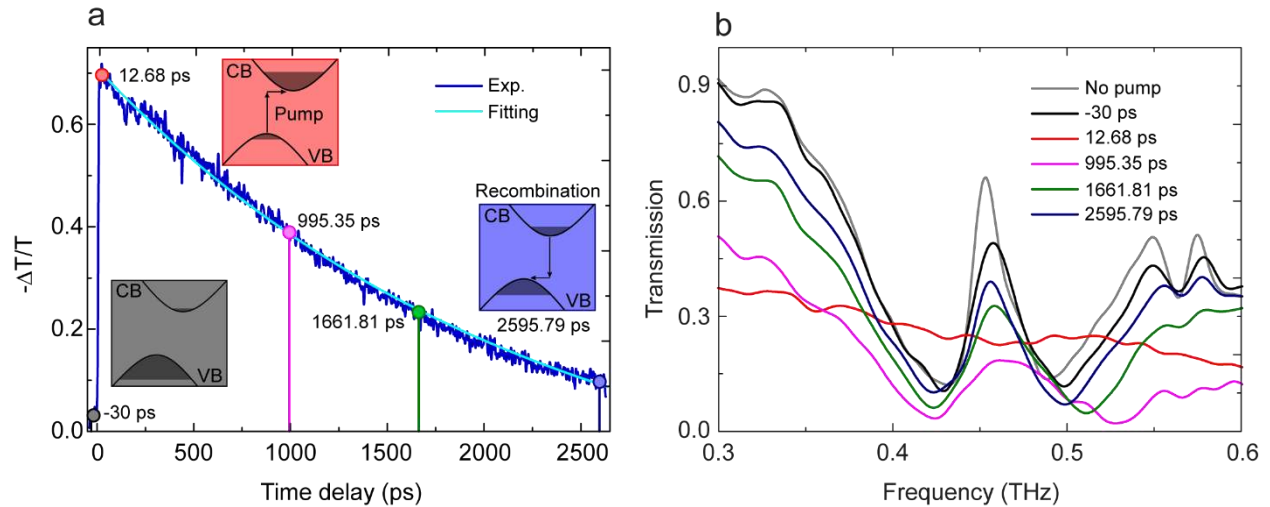 a
-ΔT/T
0.6
0.4
0.2
0.0
12.68 ps
CB
Pump
VB
Exp.
Fitting
995.35 ps
Recombination
CB
VB
2595.79 ps
1661.81 ps
CB
VB
-30 ps
0 500 1000 1500 2000 2500
Time delay (ps)
b
Transmission
0.9
0.6
0.3
0.0
No pump
-30 ps
12.68 ps
995.35 ps
1661.81 ps
2595.79 ps
0.3 0.4 0.5 0.6
Frequency (THz)